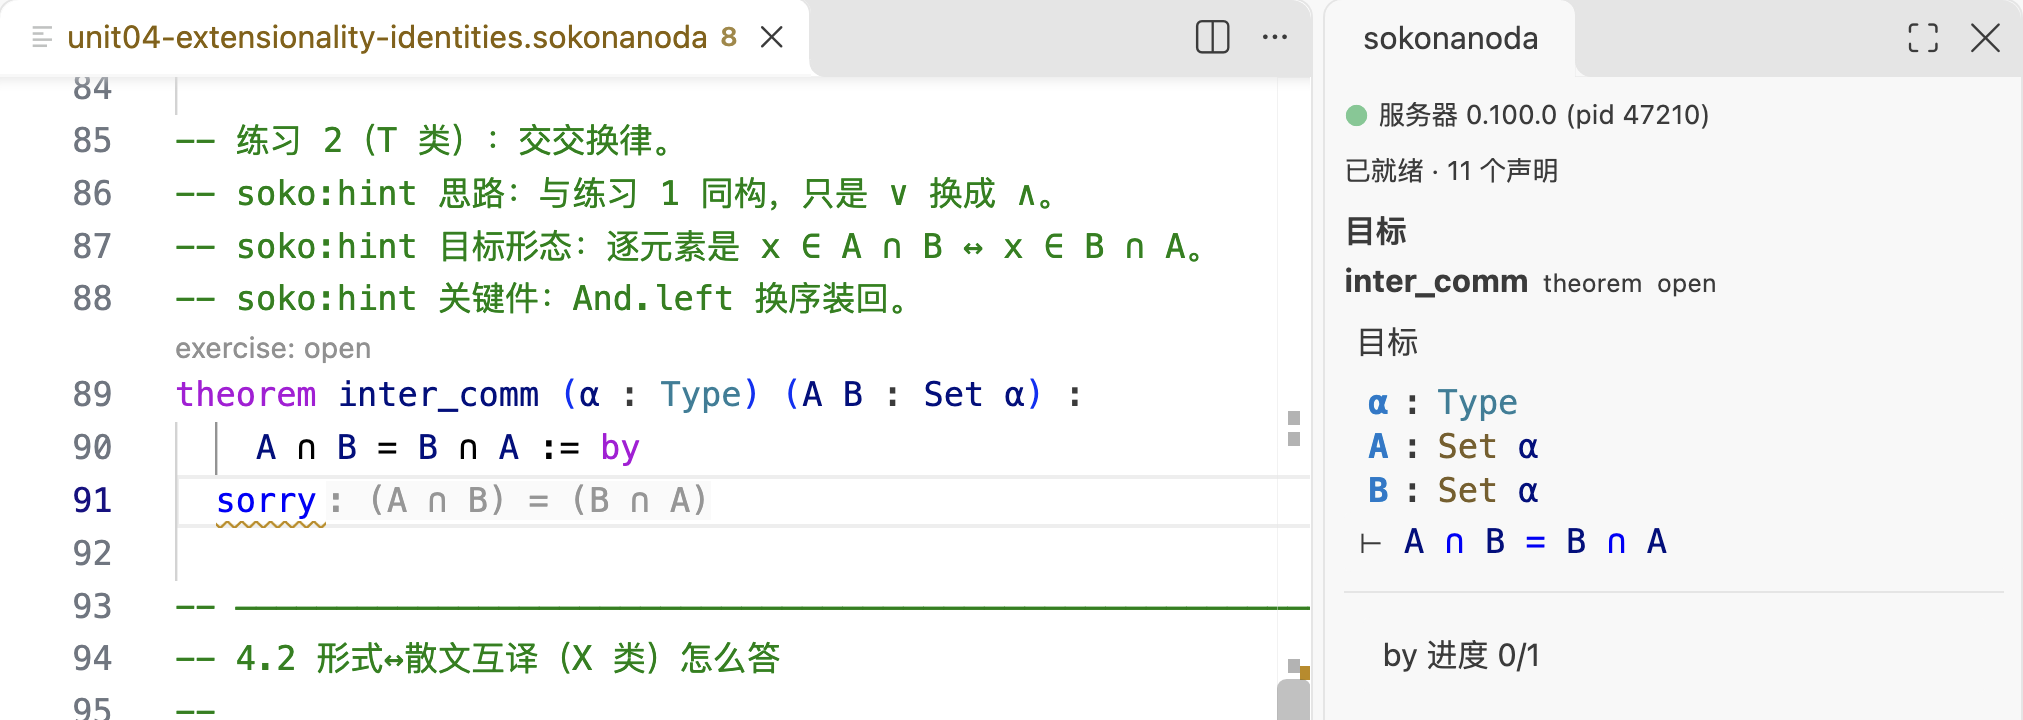 unit04-extensionality-identities.sokonanoda 8
84
85 -- 练习 2（T 类）：交交换律。
86 -- soko:hint 思路：与练习 1 同构，只是 ∨ 换成 ∧。
87 -- soko:hint 目标形态：逐元素是 x ∈ A ∩ B ↔ x ∈ B ∩ A。
88 -- soko:hint 关键件：And.left 换序装回。
exercise: open
89 theorem inter_comm (α : Type) (A B : Set α) :
90 A ∩ B = B ∩ A := by
91 sorry: (A ∩ B) = (B ∩ A)
92
93 -- ————————————————————
94 -- 4.2 形式↔散文互译（X 类）怎么答
95 --
sokonanoda
服务器 0.100.0 (pid 47210)
已就绪 · 11 个声明
目标
inter_comm theorem open
目标
α : Type
A : Set α
B : Set α
⊢ A ∩ B = B ∩ A
by 进度 0/1